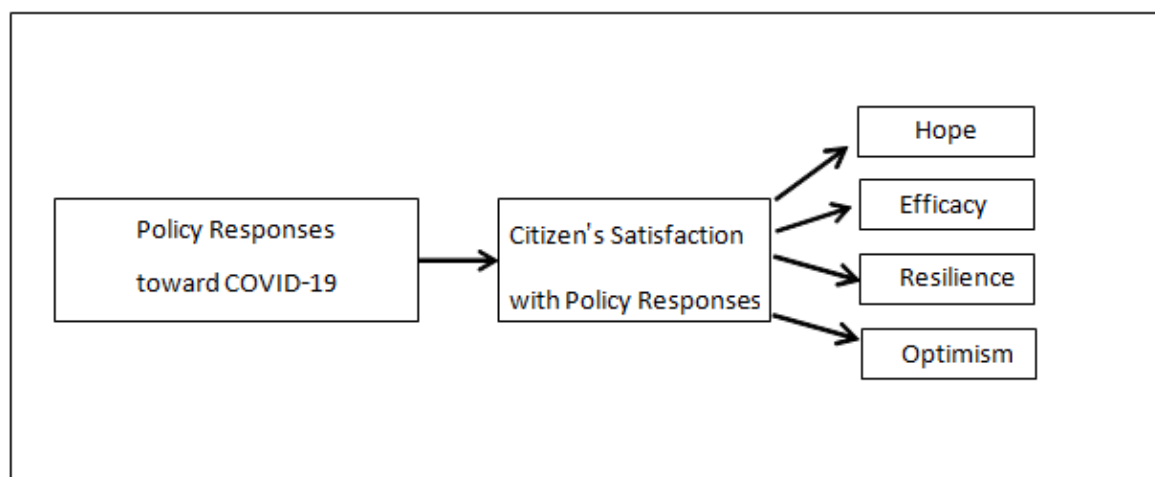 Policy Responses
toward COVID-19
Citizen's Satisfaction
with Policy Responses
Hope
Efficacy
Resilience
Optimism